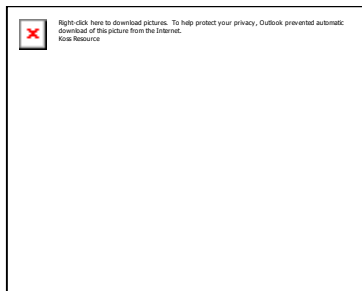 Right-click here to download pictures. To help protect your privacy, Outlook prevented automatic
download of this picture from the Internet.
Koss Resource